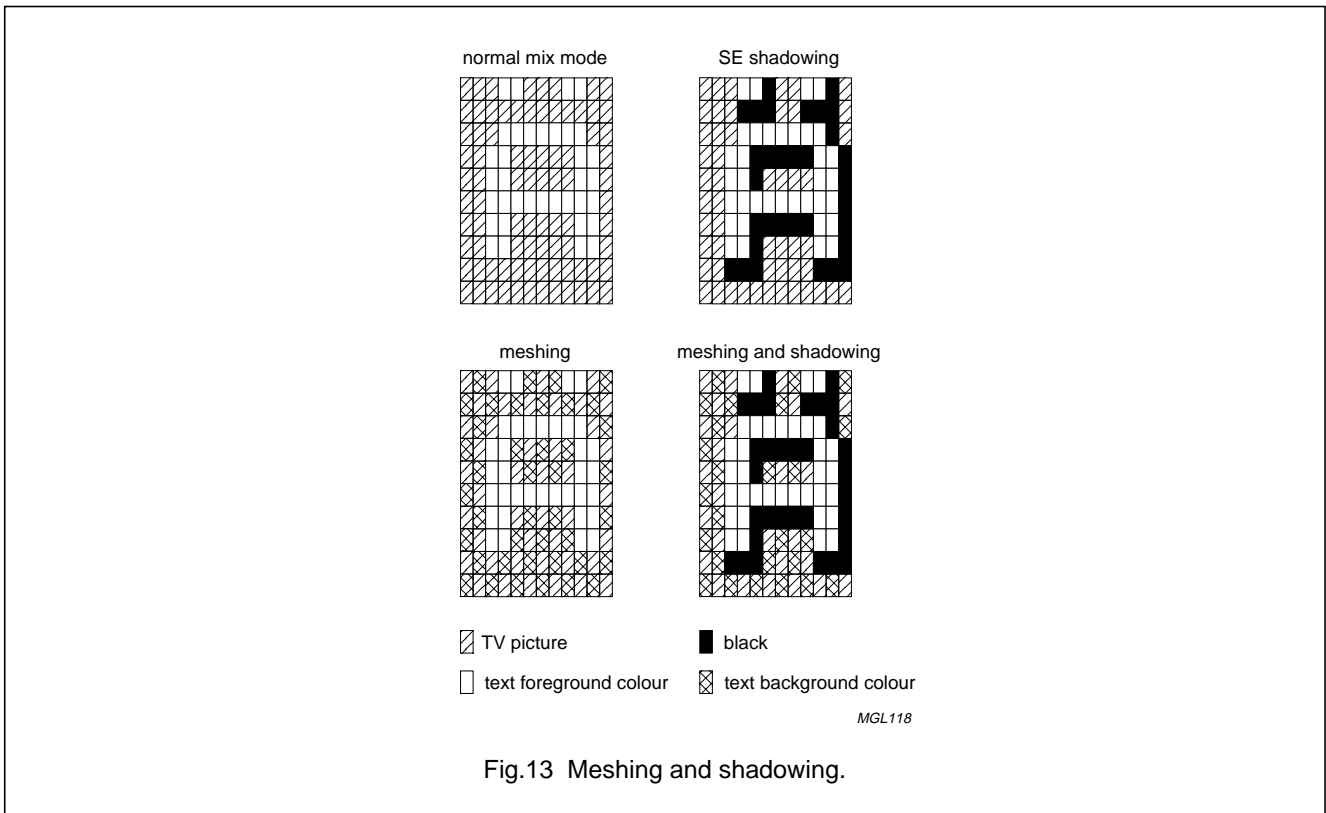 normal mix mode
SE shadowing
meshing
meshing and shadowing
TV picture
black
text foreground colour
text background colour
MGL118
Fig.13 Meshing and shadowing.